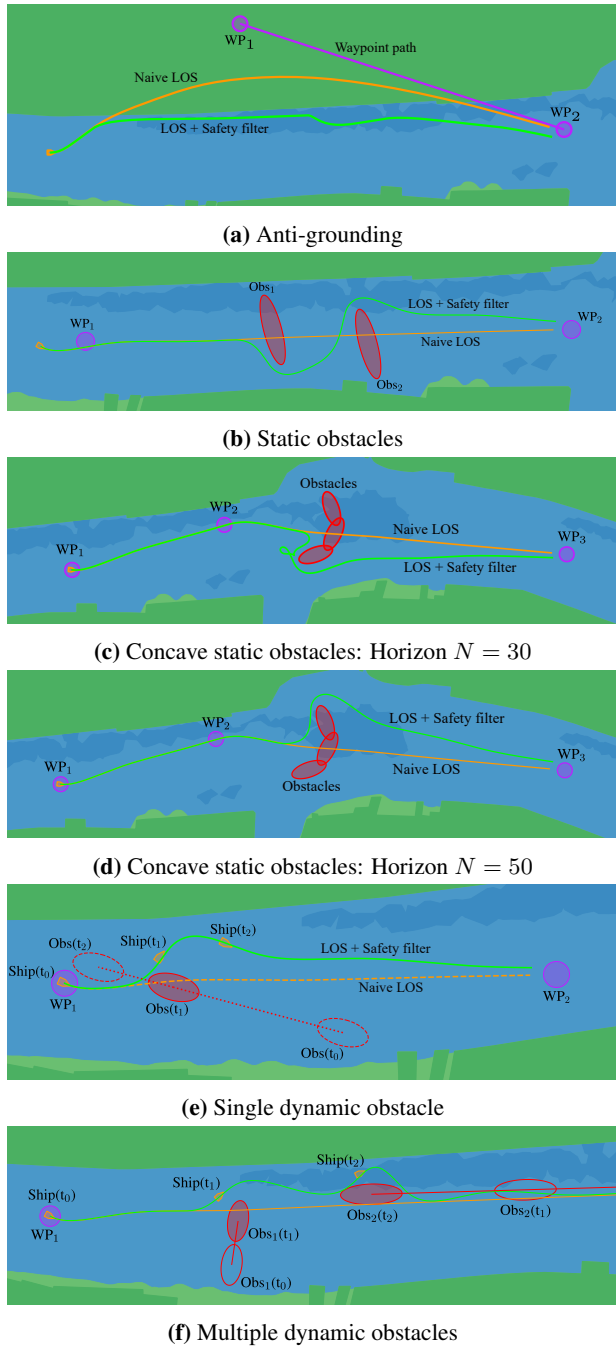 WP1
Waypoint path
Naive LOS
WP2
LOS + Safety filter
(a) Anti-grounding
Obs1
LOS + Safety filter
WP1
WP2
Naive LOS
Obs2
(b) Static obstacles
Obstacles
WP2
Naive LOS
WP3
WP1
LOS + Safety filter
(c) Concave static obstacles: Horizon N = 30
LOS + Safety filter
WP2
WP3
WP1
Naive LOS
Obstacles
(d) Concave static obstacles: Horizon N = 50
Ship(t2)
Obs(t2)
Ship(t1)
LOS + Safety filter
Ship(t0)
Naive LOS
WP1
WP2
Obs(t1)
Obs(t0)
(e) Single dynamic obstacle
Ship(t2)
Ship(t1)
Ship(t0)
Obs2(t2)
Obs2(t1)
WP1
Obs1(t1)
Obs1(t0)
(f) Multiple dynamic obstacles